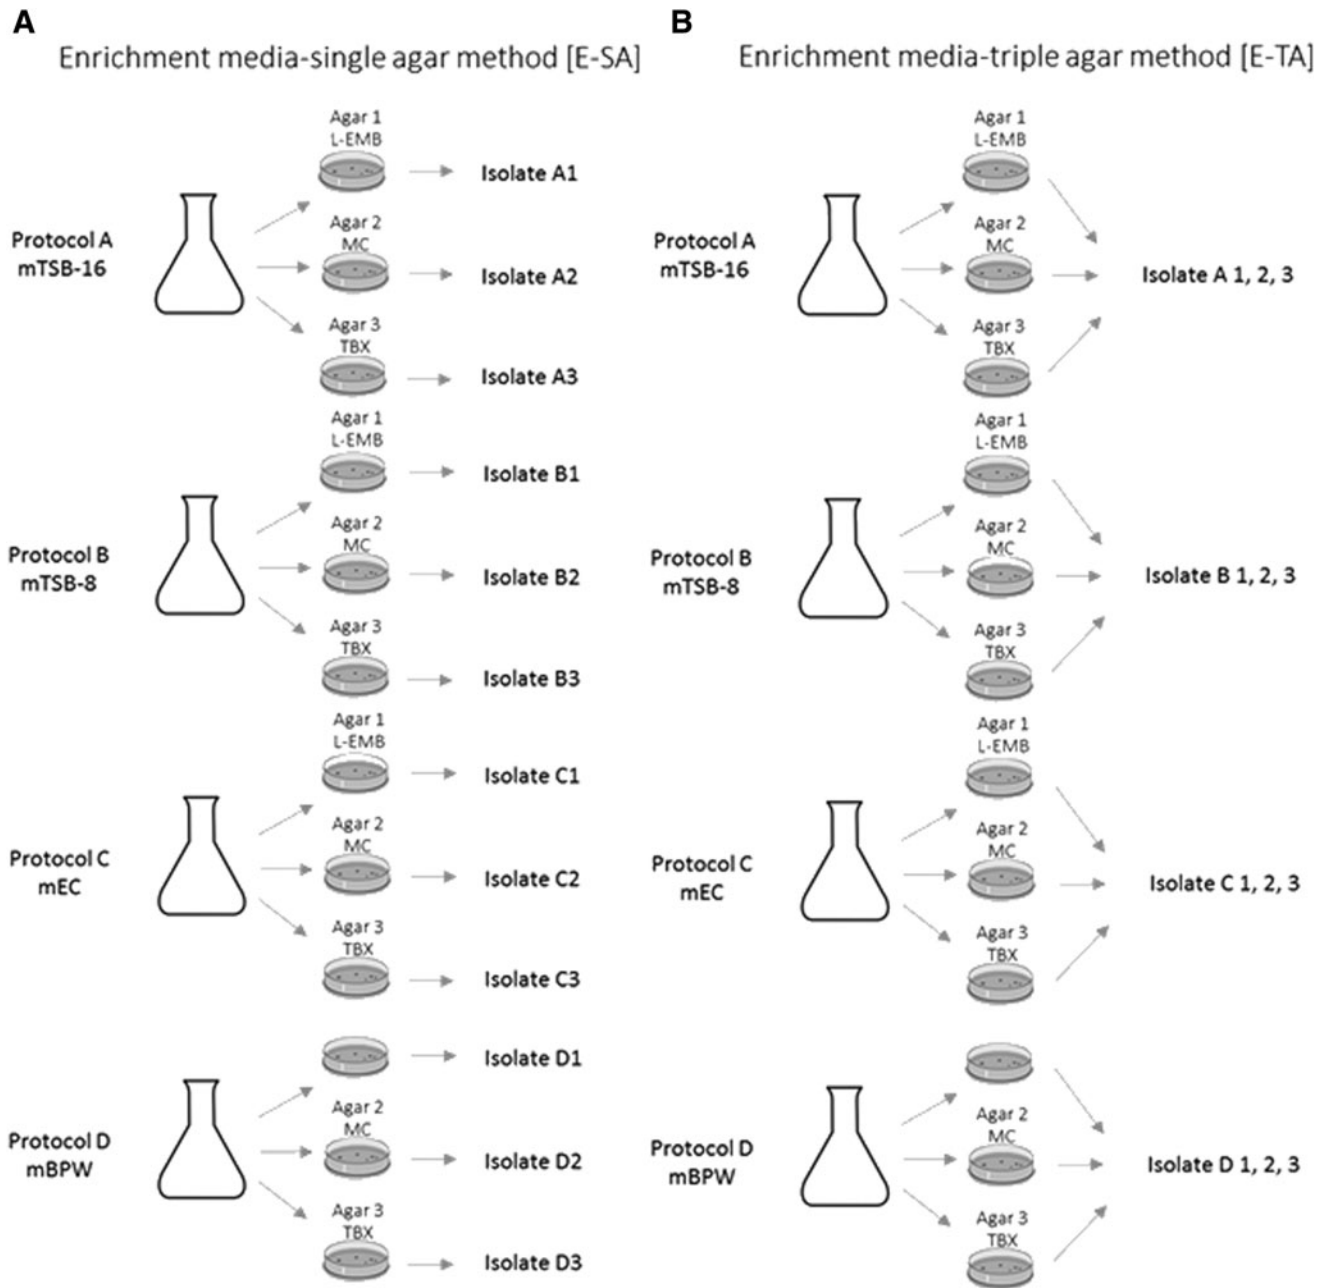 A
Enrichment media-single agar method [E-SA]
Agar 1
L-EMB
Isolate A1
Protocol A
mTSB-16
Agar 2
MC
Isolate A2
Agar 3
TBX
Isolate A3
Agar 1
L-EMB
Isolate B1
Protocol B
mTSB-8
Agar 2
MC
Isolate B2
Agar 3
TBX
Isolate B3
Agar 1
L-EMB
Isolate C1
Protocol C
mEC
Agar 2
MC
Isolate C2
Agar 3
TBX
Isolate C3
Isolate D1
Protocol D
mBPW
Agar 2
MC
Isolate D2
Agar 3
TBX
Isolate D3
B
Enrichment media-triple agar method [E-TA]
Agar 1
L-EMB
Protocol A
mTSB-16
Agar 2
MC
Isolate A 1, 2, 3
Agar 3
TBX
Agar 1
L-EMB
Protocol B
mTSB-8
Agar 2
MC
Isolate B 1, 2, 3
Agar 3
TBX
Agar 1
L-EMB
Protocol C
mEC
Agar 2
MC
Isolate C 1, 2, 3
Agar 3
TBX
Protocol D
mBPW
Agar 2
MC
Isolate D 1, 2, 3
Agar 3
TBX